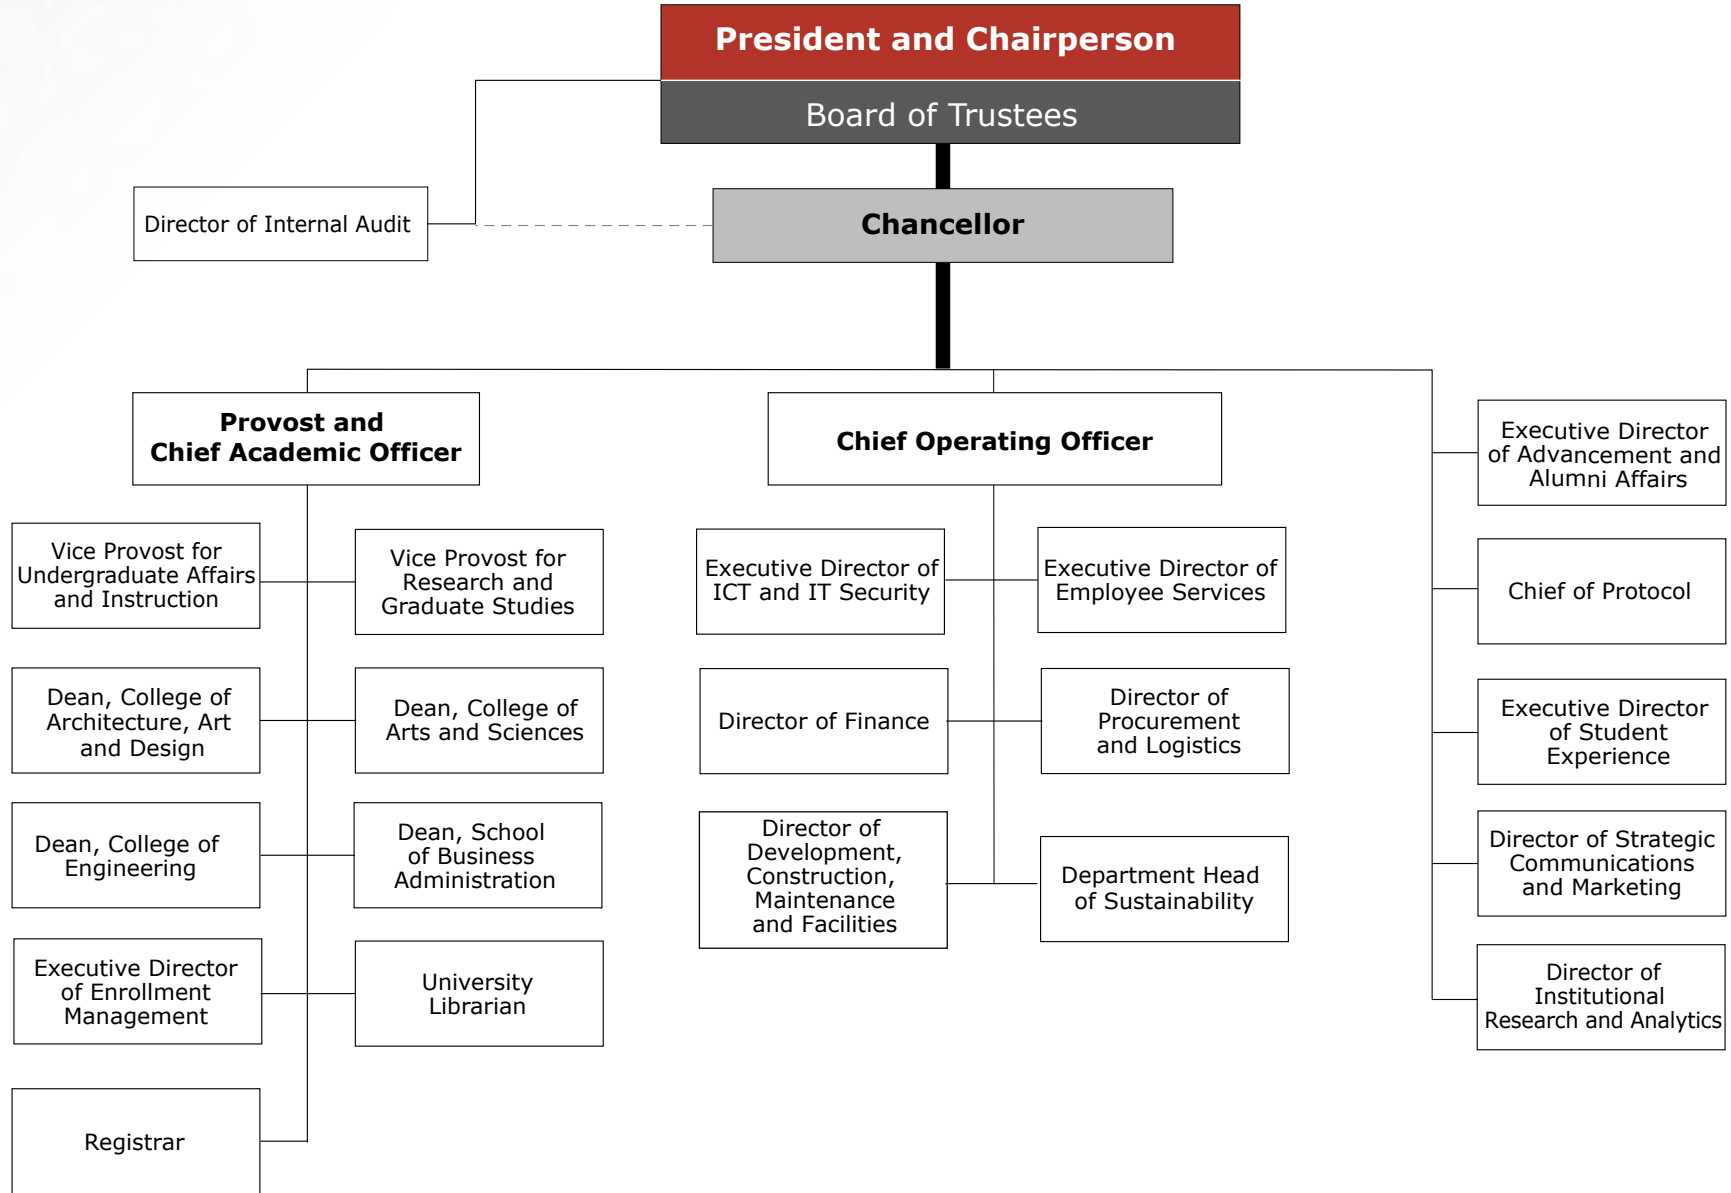 President and Chairperson
Board of Trustees
Director of Internal Audit
Chancellor
Provost and
Chief Academic Officer
Chief Operating Officer
Executive Director
of Advancement and
Alumni Affairs
Vice Provost for
Undergraduate Affairs
and Instruction
Vice Provost for
Research and
Graduate Studies
Executive Director of
ICT and IT Security
Executive Director of
Employee Services
Chief of Protocol
Dean, College of
Architecture, Art
and Design
Dean, College of
Arts and Sciences
Director of Finance
Director of
Procurement
and Logistics
Executive Director
of Student
Experience
Dean, College of
Engineering
Dean, School
of Business
Administration
Director of
Development,
Construction,
Maintenance
and Facilities
Department Head
of Sustainability
Director of Strategic
Communications
and Marketing
Executive Director
of Enrollment
Management
University
Librarian
Director of
Institutional
Research and Analytics
Registrar